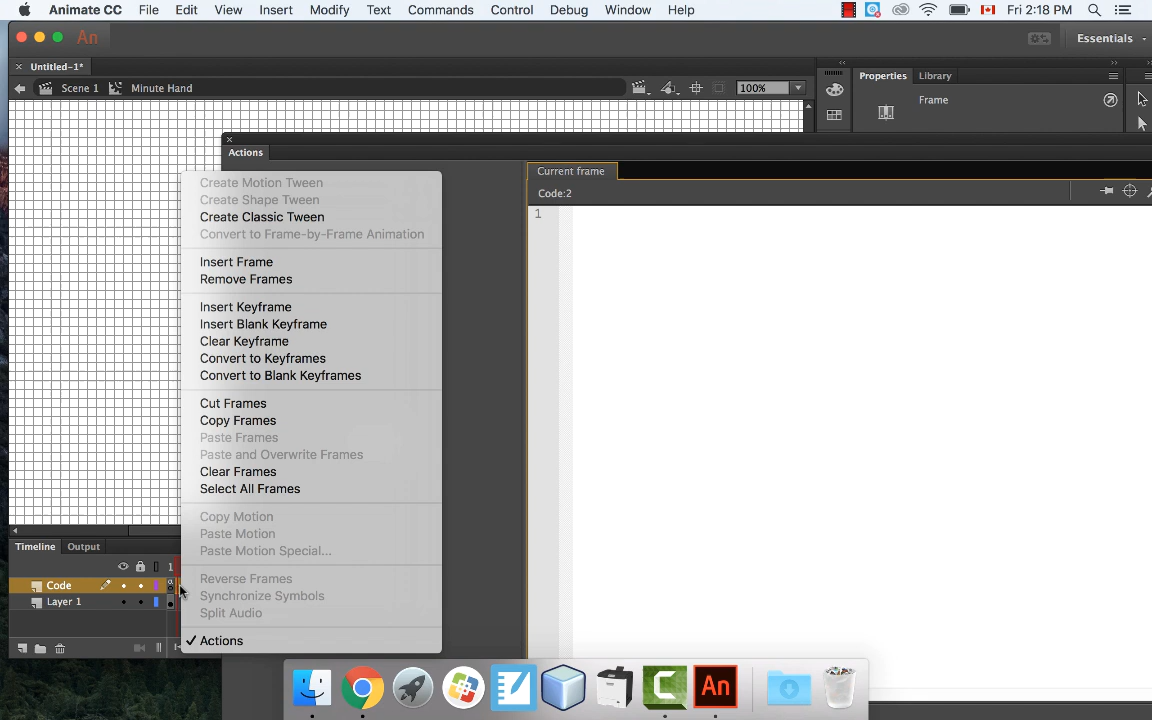 Animate CC File Edit View Insert Modify Text Commands Control Debug Window Help Fri 2:18 PM
An Essentials
Untitled-1*
Properties Library
Scene 1 Minute Hand 100%
Frame
Actions
Current frame
Code:2
1
Create Motion Tween
Create Shape Tween
Create Classic Tween
Convert to Frame-by-Frame Animation
Insert Frame
Remove Frames
Insert Keyframe
Insert Blank Keyframe
Clear Keyframe
Convert to Keyframes
Convert to Blank Keyframes
Cut Frames
Copy Frames
Paste Frames
Paste and Overwrite Frames
Clear Frames
Select All Frames
Copy Motion
Paste Motion
Paste Motion Special...
Reverse Frames
Synchronize Symbols
Split Audio
Actions
Timeline Output
1
Code
Layer 1
An